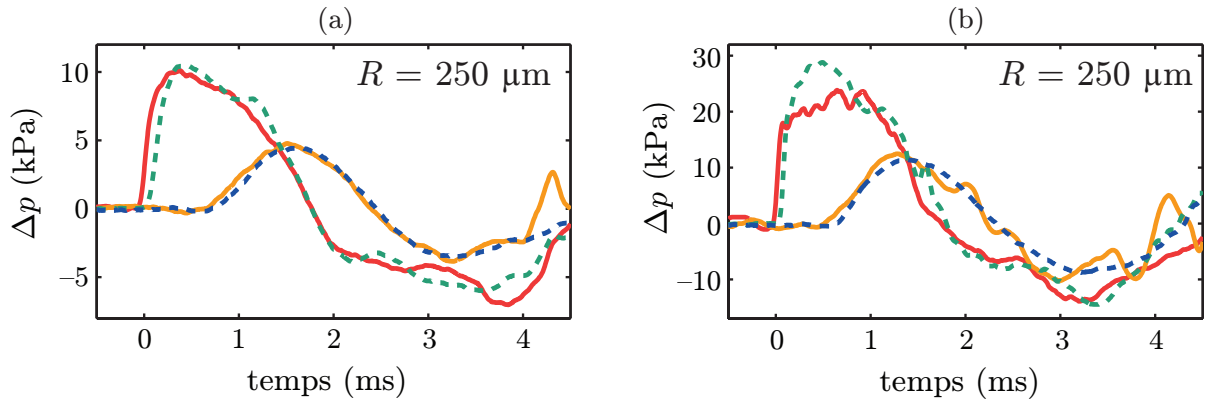 (a)
R = 250 µm
10
5
0
−5
Δp (kPa)
0 1 2 3 4
temps (ms)
(b)
R = 250 µm
30
20
10
0
−10
Δp (kPa)
0 1 2 3 4
temps (ms)